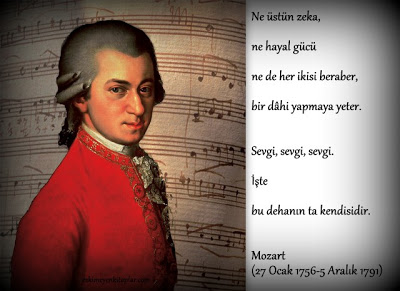 Ne üstün zeka,
ne hayal gücü
ne de her ikisi beraber,
bir dâhi yapmaya yeter.
Sevgi, sevgi, sevgi.
İşte
bu dehanın ta kendisidir.
Mozart
(27 Ocak 1756-5 Aralık 1791)